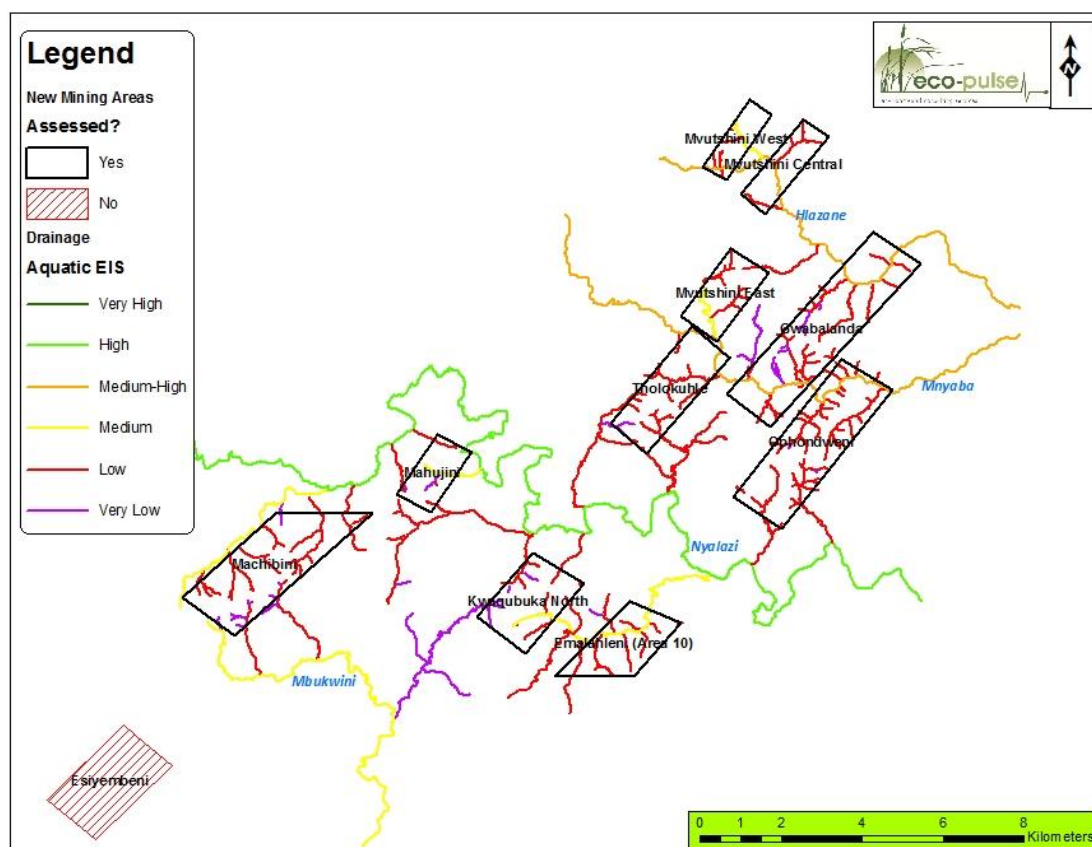 Legend
New Mining Areas
Assessed?
Yes
No
Drainage
Aquatic EIS
Very High
High
Medium-High
Medium
Low
Very Low
eco-pulse
N
Mvutshini West
Mvutshini Central
Hlazane
Mvutshini East
Gwabalanda
Tholokuhle
Mnyaba
Ophondweni
Mahujini
Nyalazi
Machibini
Kwaqubuka North
Emalahleni (Area 10)
Mbukwini
Esiyembeni
0 1 2 4 6 8
Kilometers